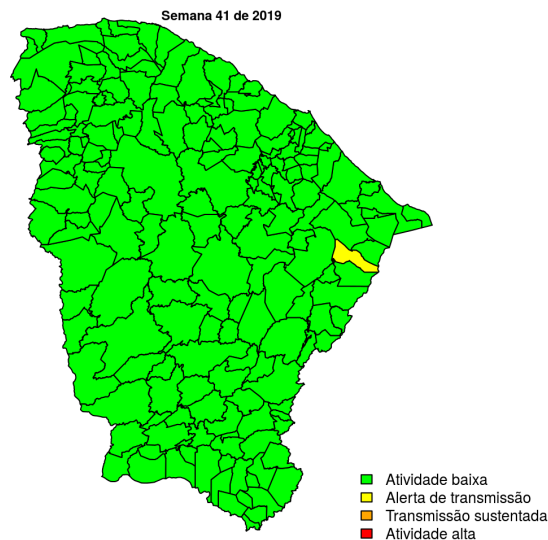 Semana 41 de 2019
Atividade baixa
Alerta de transmissão
Transmissão sustentada
Atividade alta